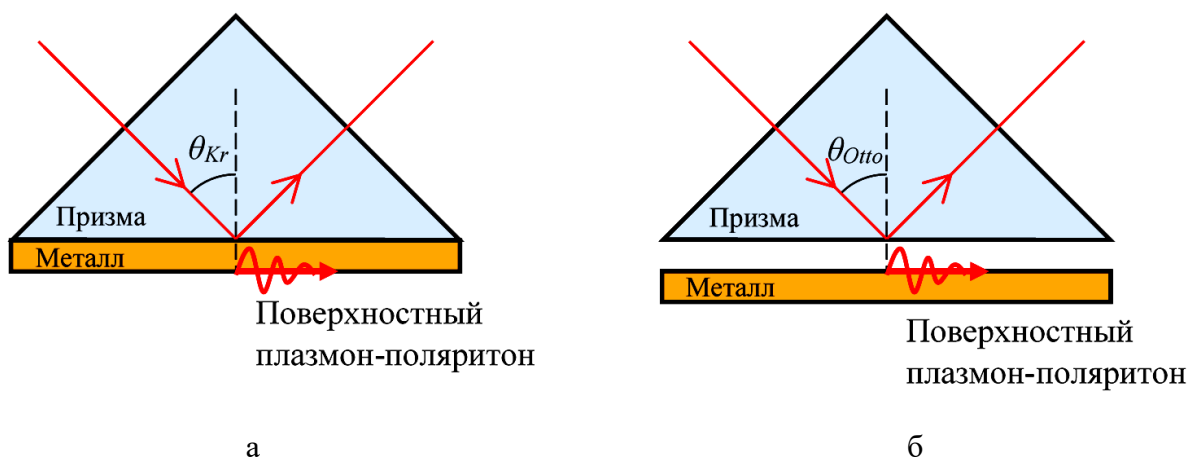 θKr
Призма
Металл
Поверхностный
плазмон-поляритон
а
θOtto
Призма
Металл
Поверхностный
плазмон-поляритон
б